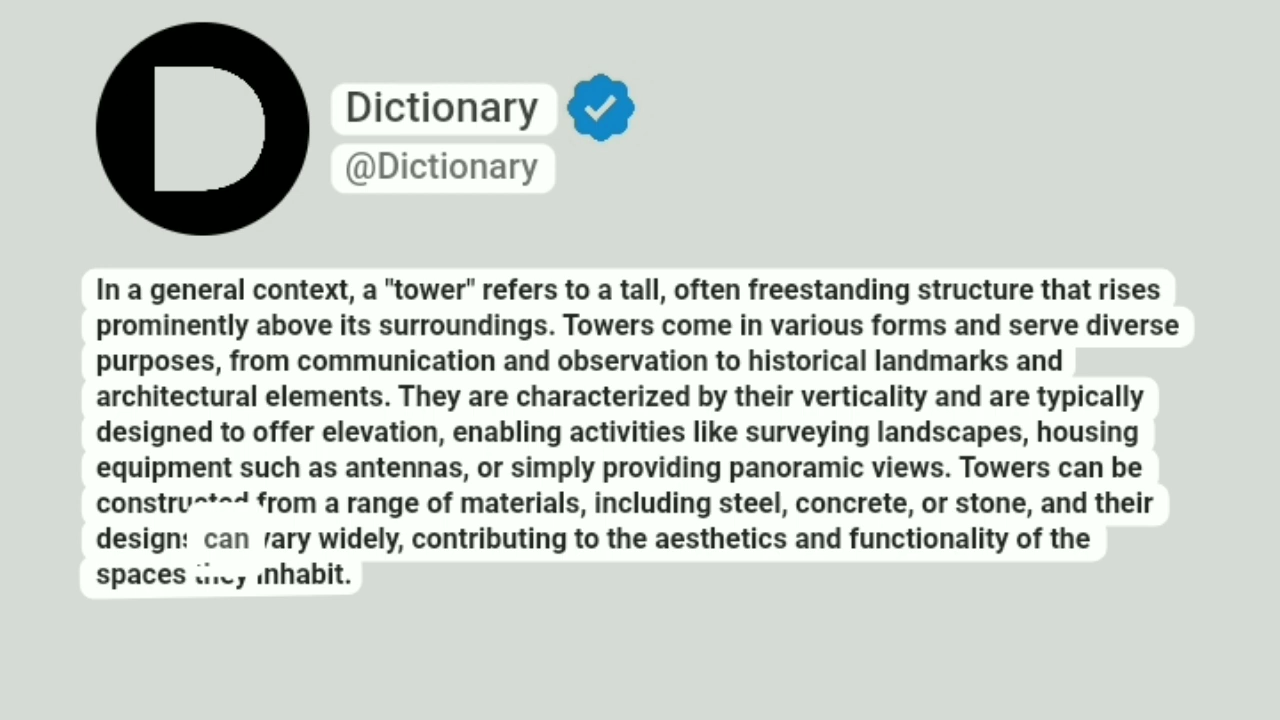 D
Dictionary
@Dictionary
In a general context, a "tower" refers to a tall, often freestanding structure that rises
prominently above its surroundings. Towers come in various forms and serve diverse
purposes, from communication and observation to historical landmarks and
architectural elements. They are characterized by their verticality and are typically
designed to offer elevation, enabling activities like surveying landscapes, housing
equipment such as antennas, or simply providing panoramic views. Towers can be
constructed from a range of materials, including steel, concrete, or stone, and their
designs can vary widely, contributing to the aesthetics and functionality of the
spaces they inhabit.